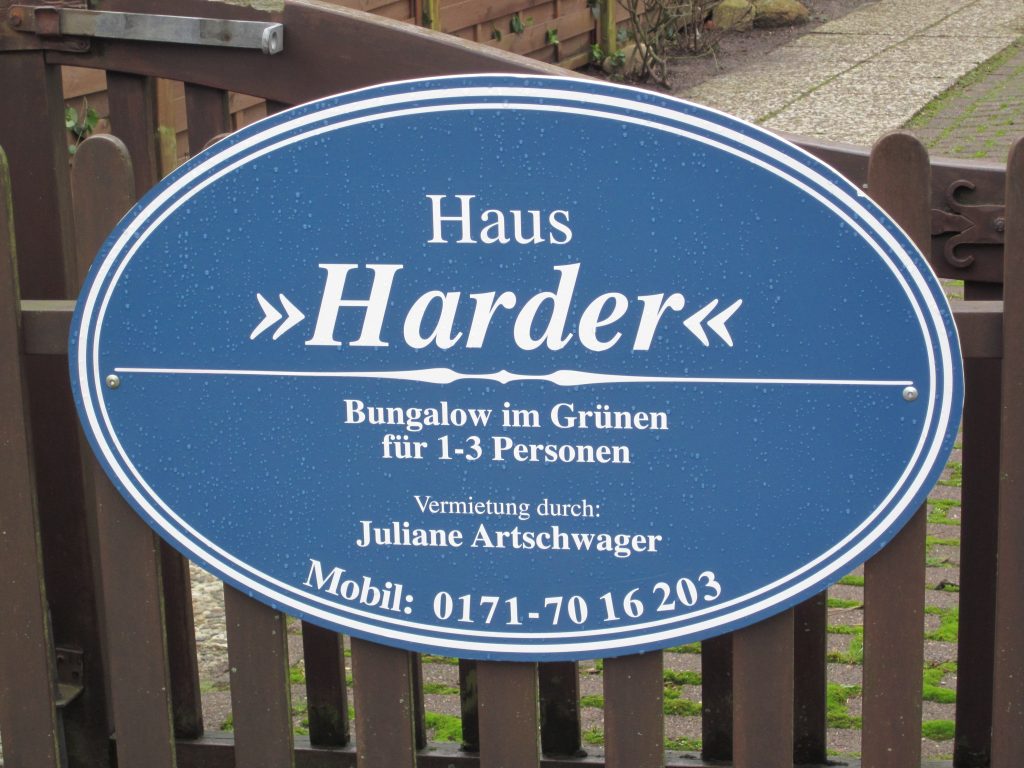 Haus
»Harder«
Bungalow im Grünen
für 1-3 Personen
Vermietung durch:
Juliane Artschwager
Mobil: 0171-70 16 203